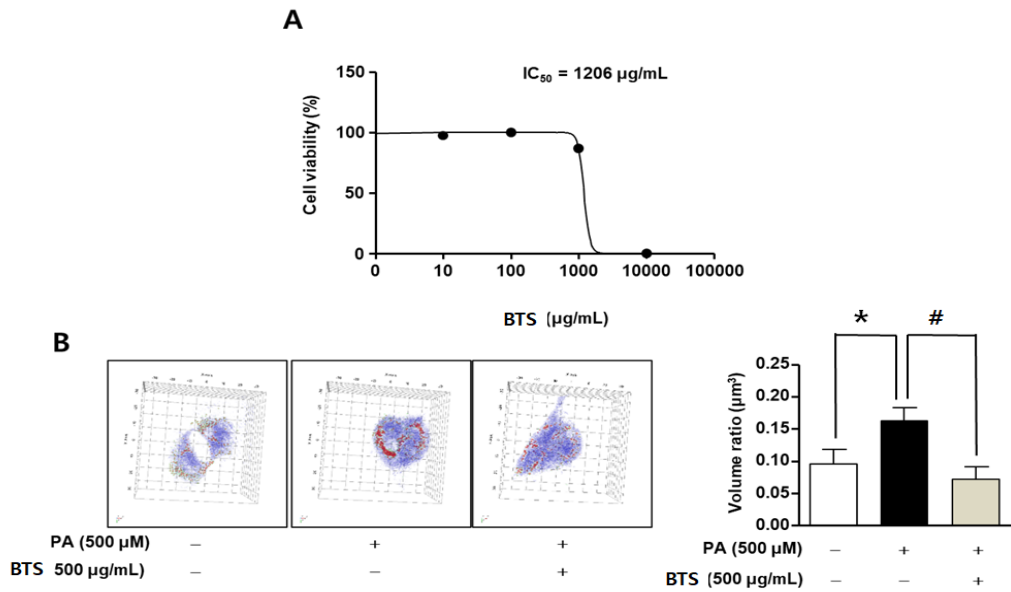 A
IC50 = 1206 µg/mL
Cell viability (%)
150
100
50
0
0 10 100 1000 10000 100000
BTS (µg/mL)
B
PA (500 µM) – + +
BTS 500 µg/mL) – – +
* #
Volume ratio (µm³)
0.25
0.20
0.15
0.10
0.05
0.00
PA (500 µM) – + +
BTS (500 µg/mL) – – +